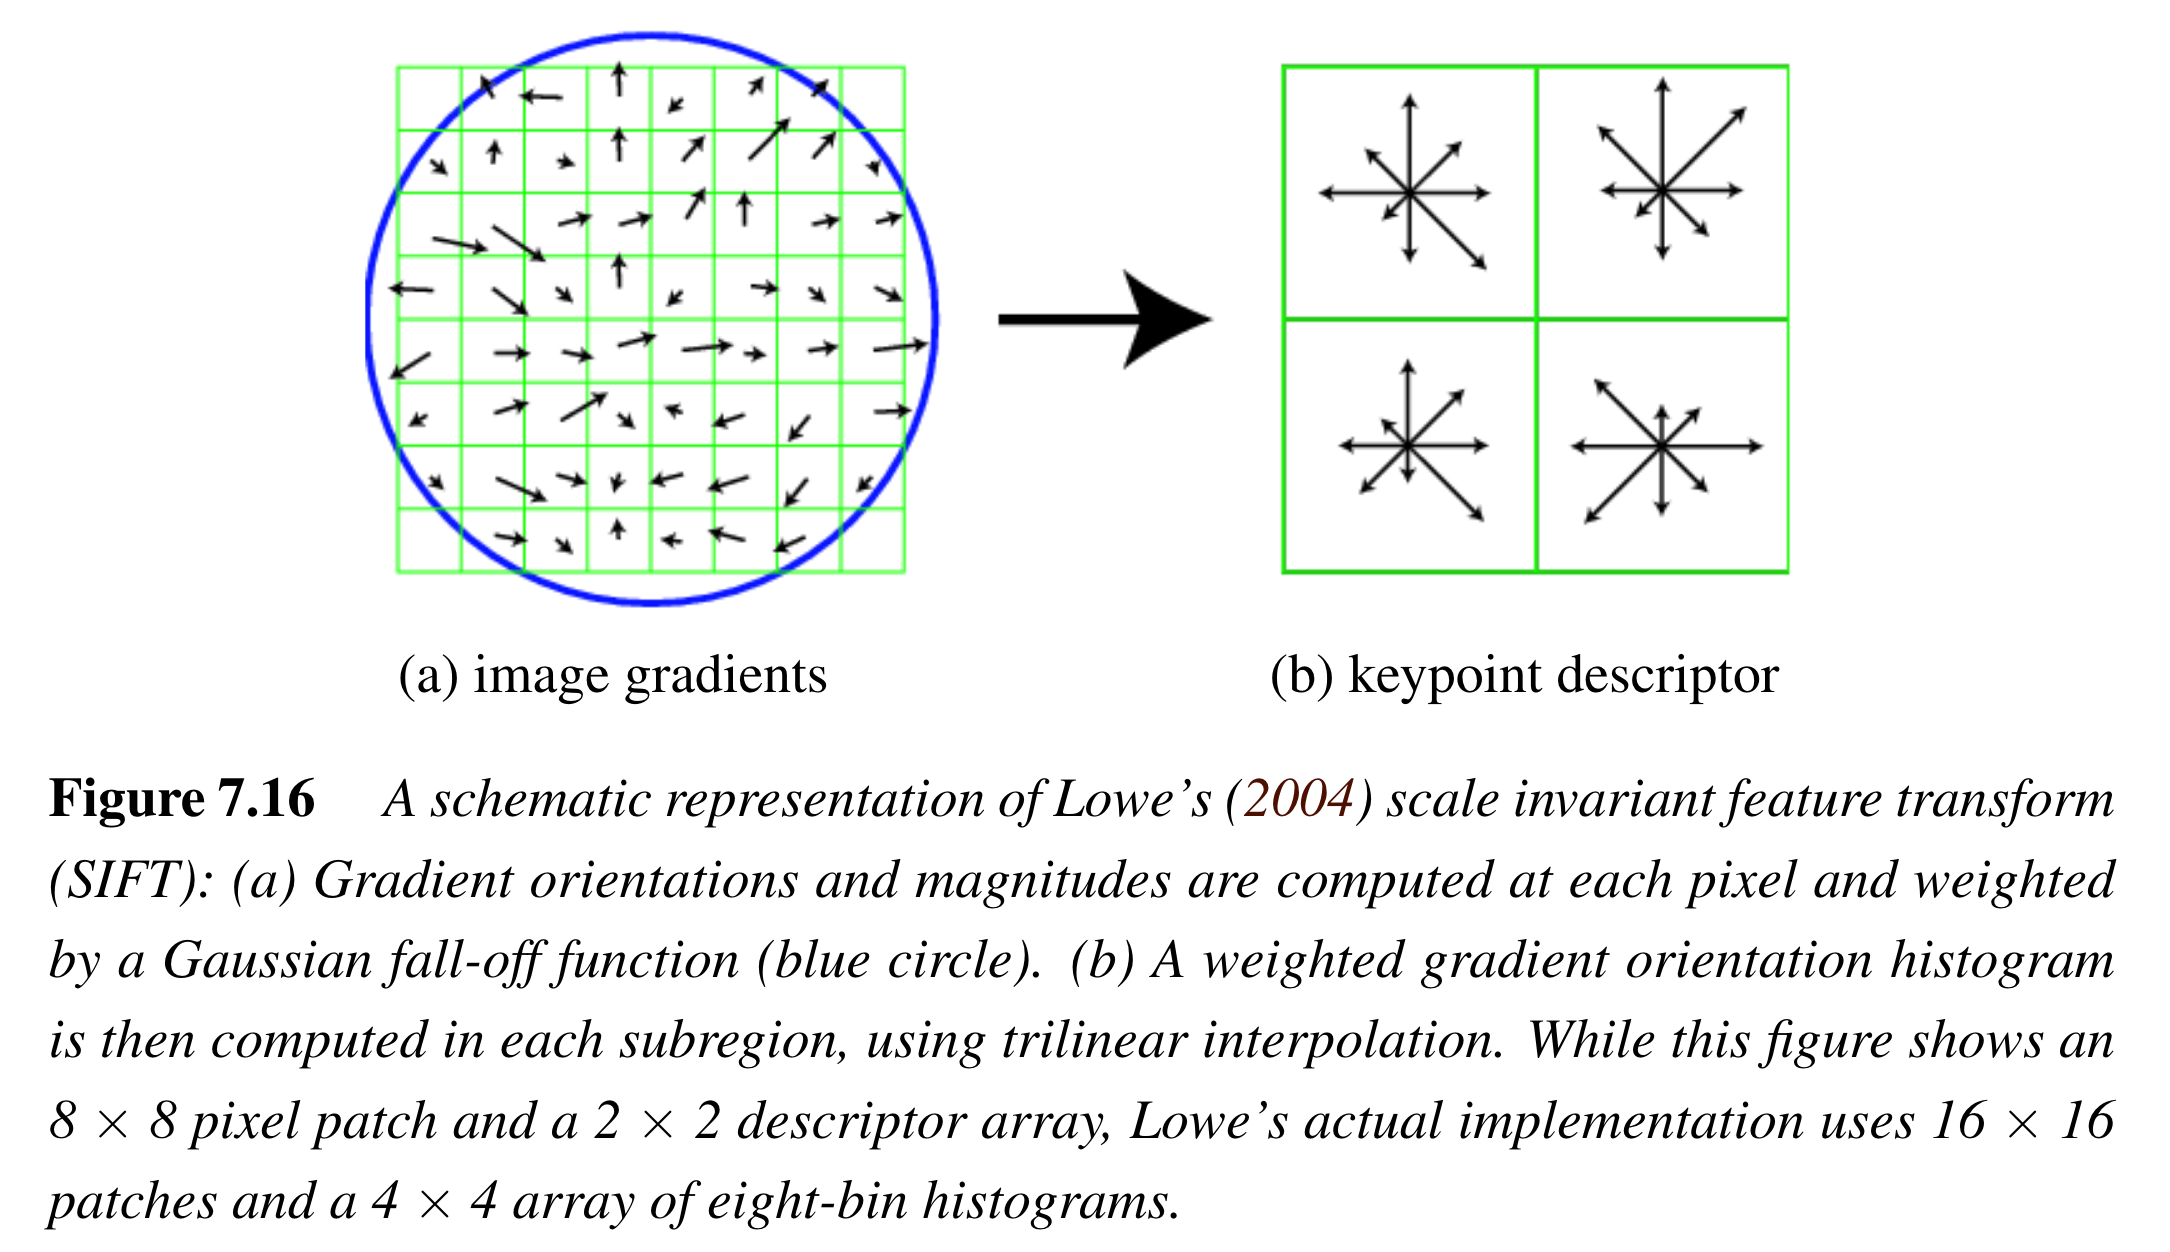 (a) image gradients
(b) keypoint descriptor
Figure 7.16 A schematic representation of Lowe’s (2004) scale invariant feature transform
(SIFT): (a) Gradient orientations and magnitudes are computed at each pixel and weighted
by a Gaussian fall-off function (blue circle). (b) A weighted gradient orientation histogram
is then computed in each subregion, using trilinear interpolation. While this figure shows an
8 × 8 pixel patch and a 2 × 2 descriptor array, Lowe’s actual implementation uses 16 × 16
patches and a 4 × 4 array of eight-bin histograms.